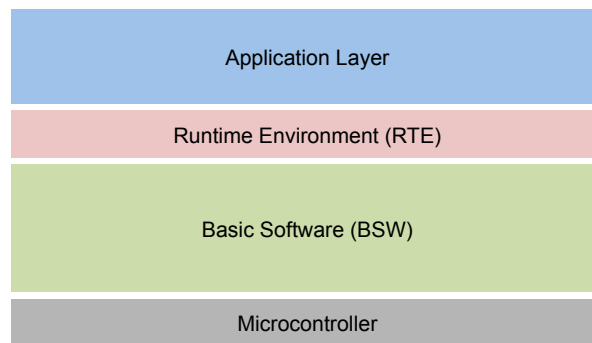 Application Layer
Runtime Environment (RTE)
Basic Software (BSW)
Microcontroller